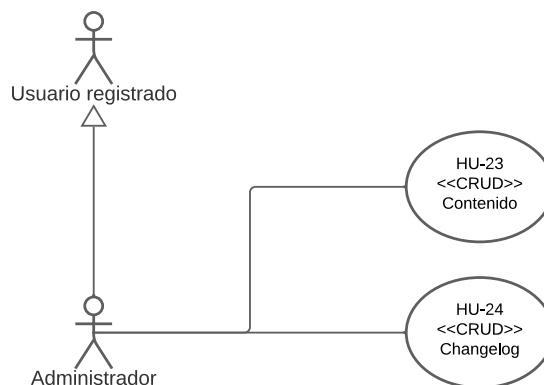 Usuario registrado
HU-23
<<CRUD>>
Contenido
HU-24
<<CRUD>>
Changelog
Administrador